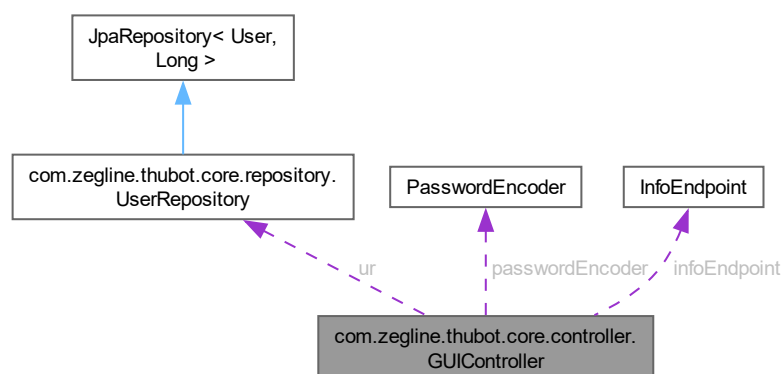 JpaRepository< User,
Long >
com.zegline.thubot.core.repository.
UserRepository
PasswordEncoder
InfoEndpoint
ur
passwordEncoder
infoEndpoint
com.zegline.thubot.core.controller.
GUIController